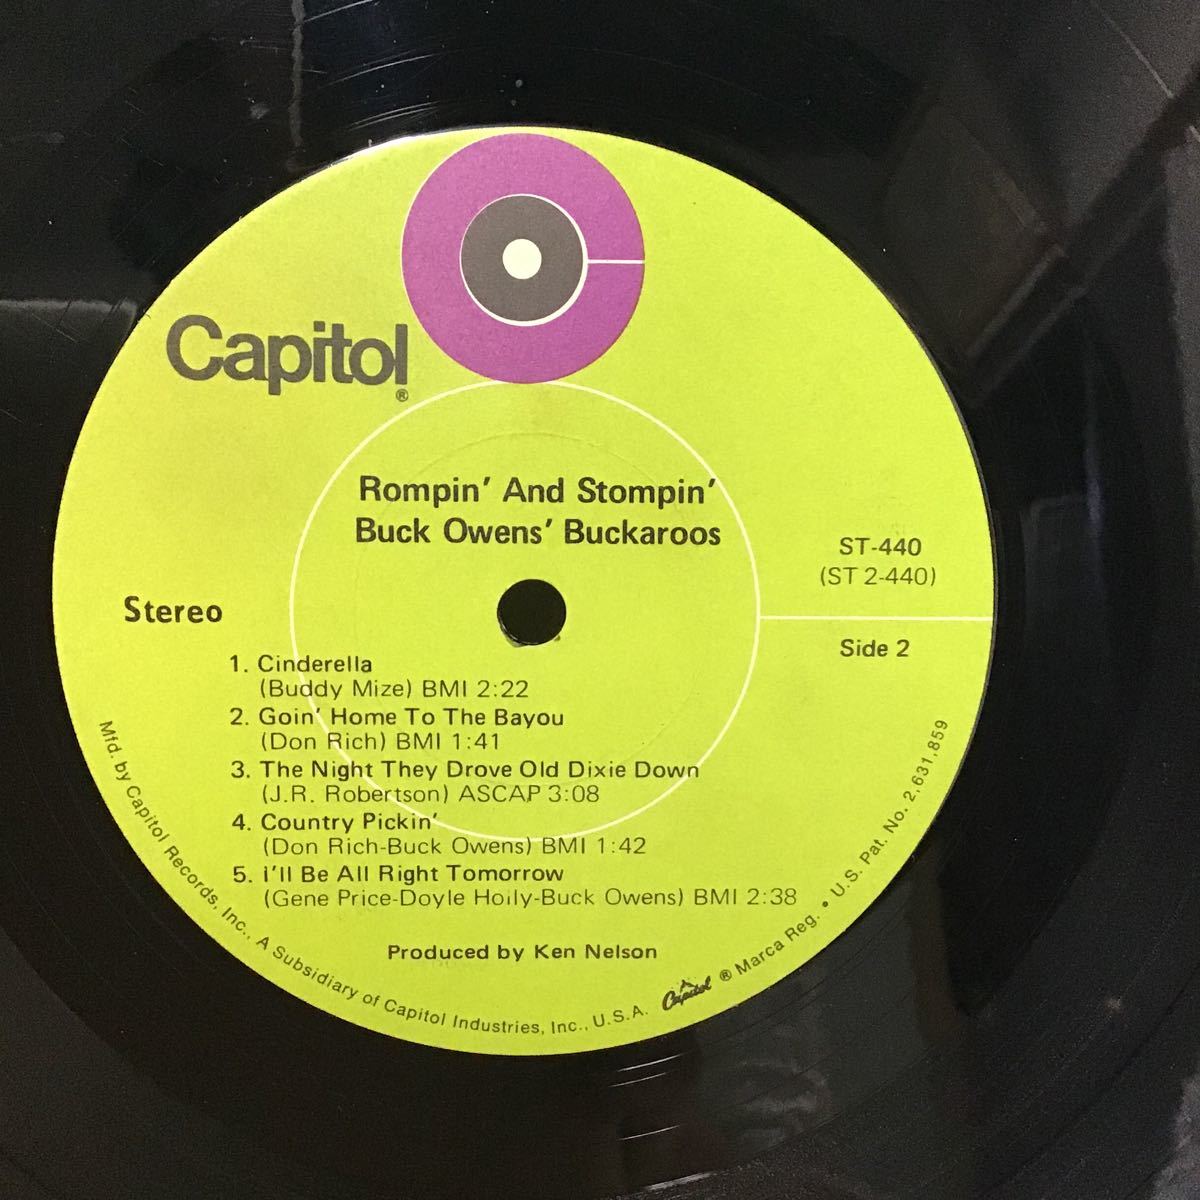 Capitol®
Rompin' And Stompin'
Buck Owens' Buckaroos
ST-440
(ST 2-440)
Stereo
Side 2
1. Cinderella
(Buddy Mize) BMI 2:22
2. Goin' Home To The Bayou
(Don Rich) BMI 1:41
3. The Night They Drove Old Dixie Down
(J.R. Robertson) ASCAP 3:08
4. Country Pickin'
(Don Rich-Buck Owens) BMI 1:42
5. I'll Be All Right Tomorrow
(Gene Price-Doyle Hoily-Buck Owens) BMI 2:38
Produced by Ken Nelson
Mfd. by Capitol Records, Inc., A Subsidiary of Capitol Industries, Inc., U.S.A. Capitol ® Marca Reg. • U.S. Pat. No. 2,631,859